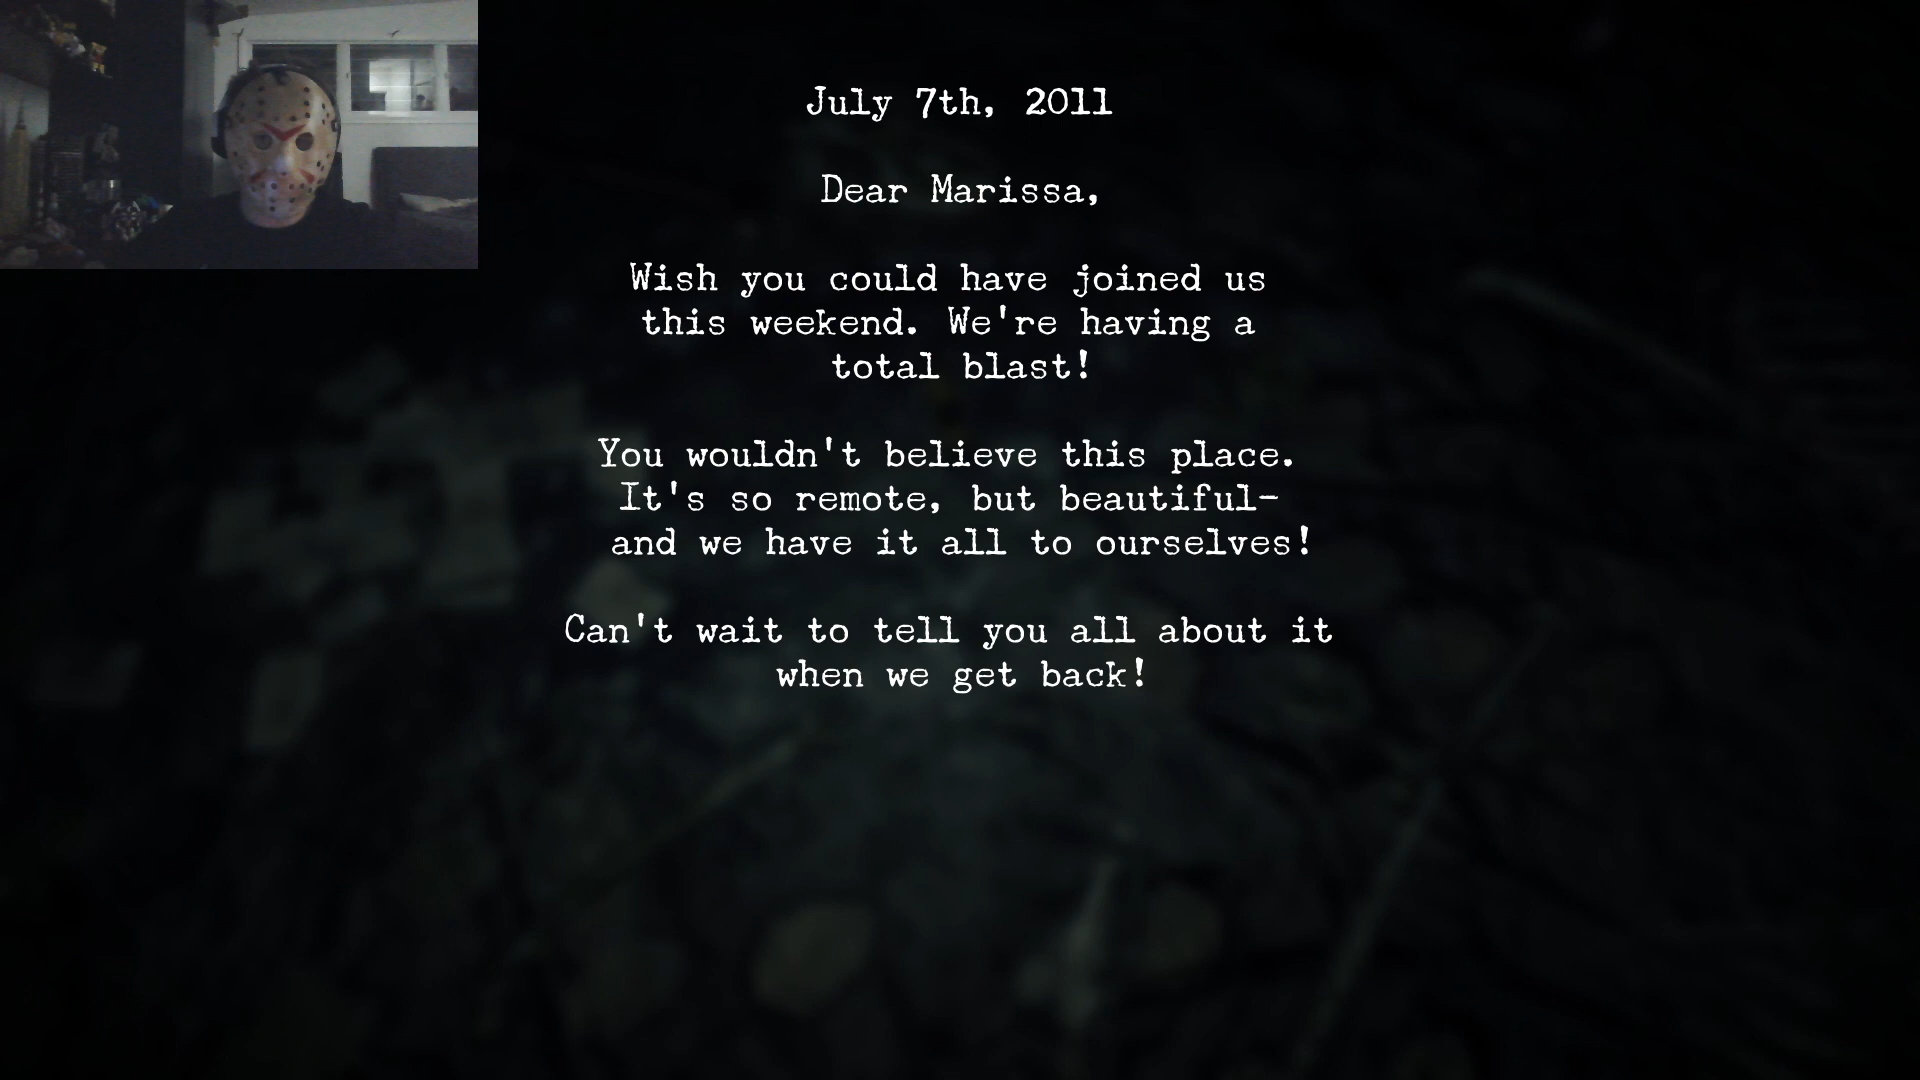 July 7th, 2011
Dear Marissa,
Wish you could have joined us
this weekend. We're having a
total blast!
You wouldn't believe this place.
It's so remote, but beautiful-
and we have it all to ourselves!
Can't wait to tell you all about it
when we get back!